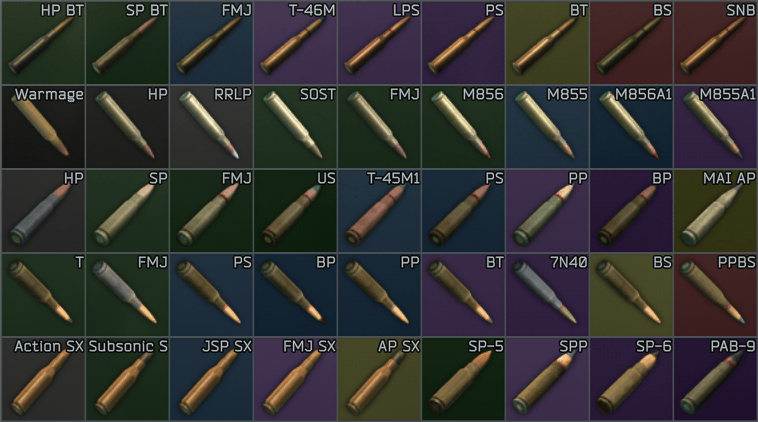 HP BT
SP BT
FMJ
T-46M
LPS
PS
BT
BS
SNB
Warmage
HP
RRLP
SOST
FMJ
M856
M855
M856A1
M855A1
HP
SP
FMJ
US
T-45M1
PS
PP
BP
MAI AP
T
FMJ
PS
BP
PP
BT
7N40
BS
PPBS
Action SX
Subsonic S
JSP SX
FMJ SX
AP SX
SP-5
SPP
SP-6
PAB-9